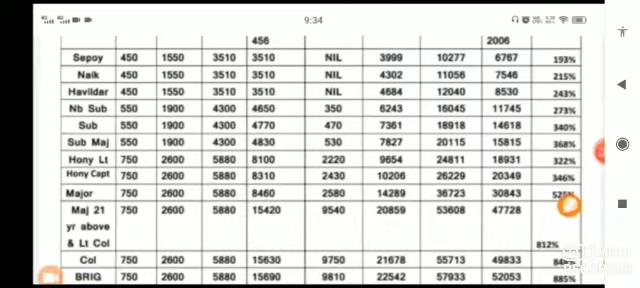 9:34
456 2006
Sepoy 450 1550 3510 3510 NIL 3999 10277 6767 193%
Naik 450 1550 3510 3510 NIL 4302 11056 7546 215%
Havildar 450 1550 3510 3510 NIL 4684 12040 8530 243%
Nb Sub 550 1900 4300 4650 350 6243 16045 11745 273%
Sub 550 1900 4300 4770 470 7361 18918 14618 340%
Sub Maj 550 1900 4300 4830 530 7827 20115 15815 368%
Hony Lt 750 2600 5880 8100 2220 9654 24811 18931 322%
Hony Capt 750 2600 5880 8310 2430 10206 26229 20349 346%
Major 750 2600 5880 8460 2580 14289 36723 30843 525%
Maj 21 750 2600 5880 15420 9540 20859 53608 47728
yr above
& Lt Col 812%
Col 750 2600 5880 15630 9750 21678 55713 49833
BRIG 750 2600 5880 15690 9810 22542 57933 52053 885%